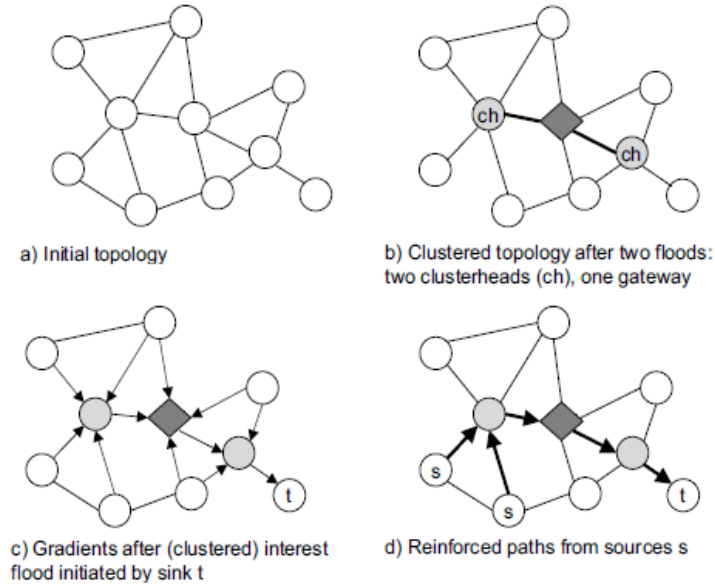 ch
ch
a) Initial topology
b) Clustered topology after two floods:
two clusterheads (ch), one gateway
s
s
t
t
c) Gradients after (clustered) interest
flood initiated by sink t
d) Reinforced paths from sources s